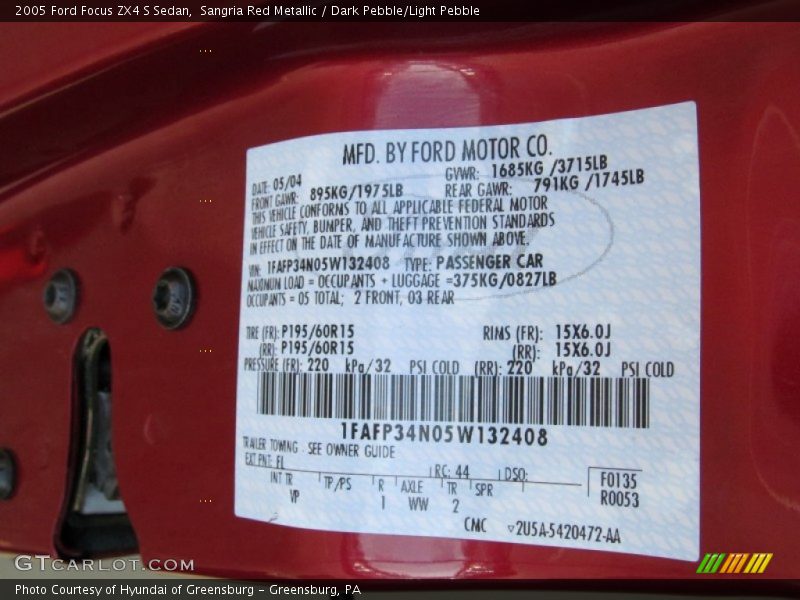 2005 Ford Focus ZX4 S Sedan,  Sangria Red Metallic / Dark Pebble/Light Pebble
MFD. BY FORD MOTOR CO.
DATE: 05/04 GVWR: 1685KG /3715LB
FRONT GAWR: 895KG/1975LB REAR GAWR: 791KG /1745LB
THIS VEHICLE CONFORMS TO ALL APPLICABLE FEDERAL MOTOR
VEHICLE SAFETY, BUMPER, AND THEFT PREVENTION STANDARDS
IN EFFECT ON THE DATE OF MANUFACTURE SHOWN ABOVE.
VIN: 1FAFP34N05W132408 TYPE: PASSENGER CAR
MAXIMUM LOAD = OCCUPANTS + LUGGAGE =375KG/0827LB
OCCUPANTS = 05 TOTAL; 2 FRONT, 03 REAR
TIRE (FR): P195/60R15 RIMS (FR): 15X6.0J
(RR): P195/60R15 (RR): 15X6.0J
PRESSURE (FR): 220 kPa/32 PSI COLD (RR): 220 kPa/32 PSI COLD
1FAFP34N05W132408
TRAILER TOWING - SEE OWNER GUIDE
EXT PNT: FL RC: 44 DSO: F0135
INT TR TP/PS R AXLE TR SPR R0053
VP 1 WW 2
CMC ▽2U5A-5420472-AA
GTCARLOT.COM
Photo Courtesy of Hyundai of Greensburg - Greensburg, PA